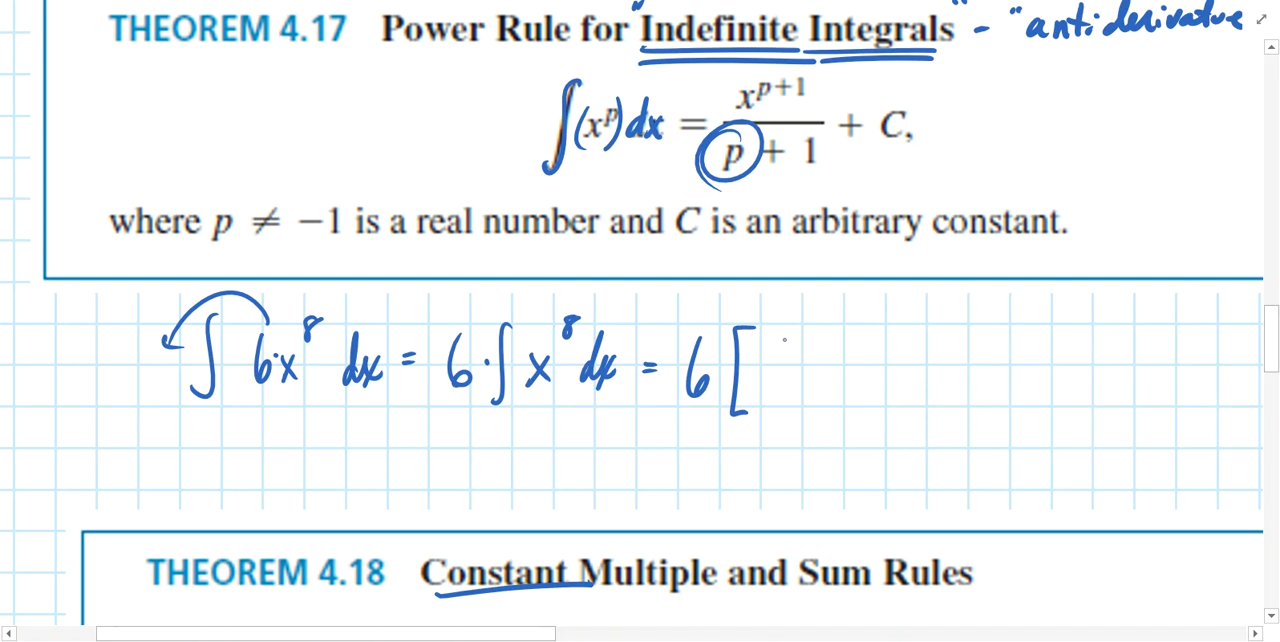 THEOREM 4.17 Power Rule for Indefinite Integrals - "antiderivative
∫(x^p) dx = x^{p+1}/(p + 1) + C,
where p ≠ −1 is a real number and C is an arbitrary constant.
∫ 6·x^8 dx = 6·∫ x^8 dx = 6 [
THEOREM 4.18 Constant Multiple and Sum Rules